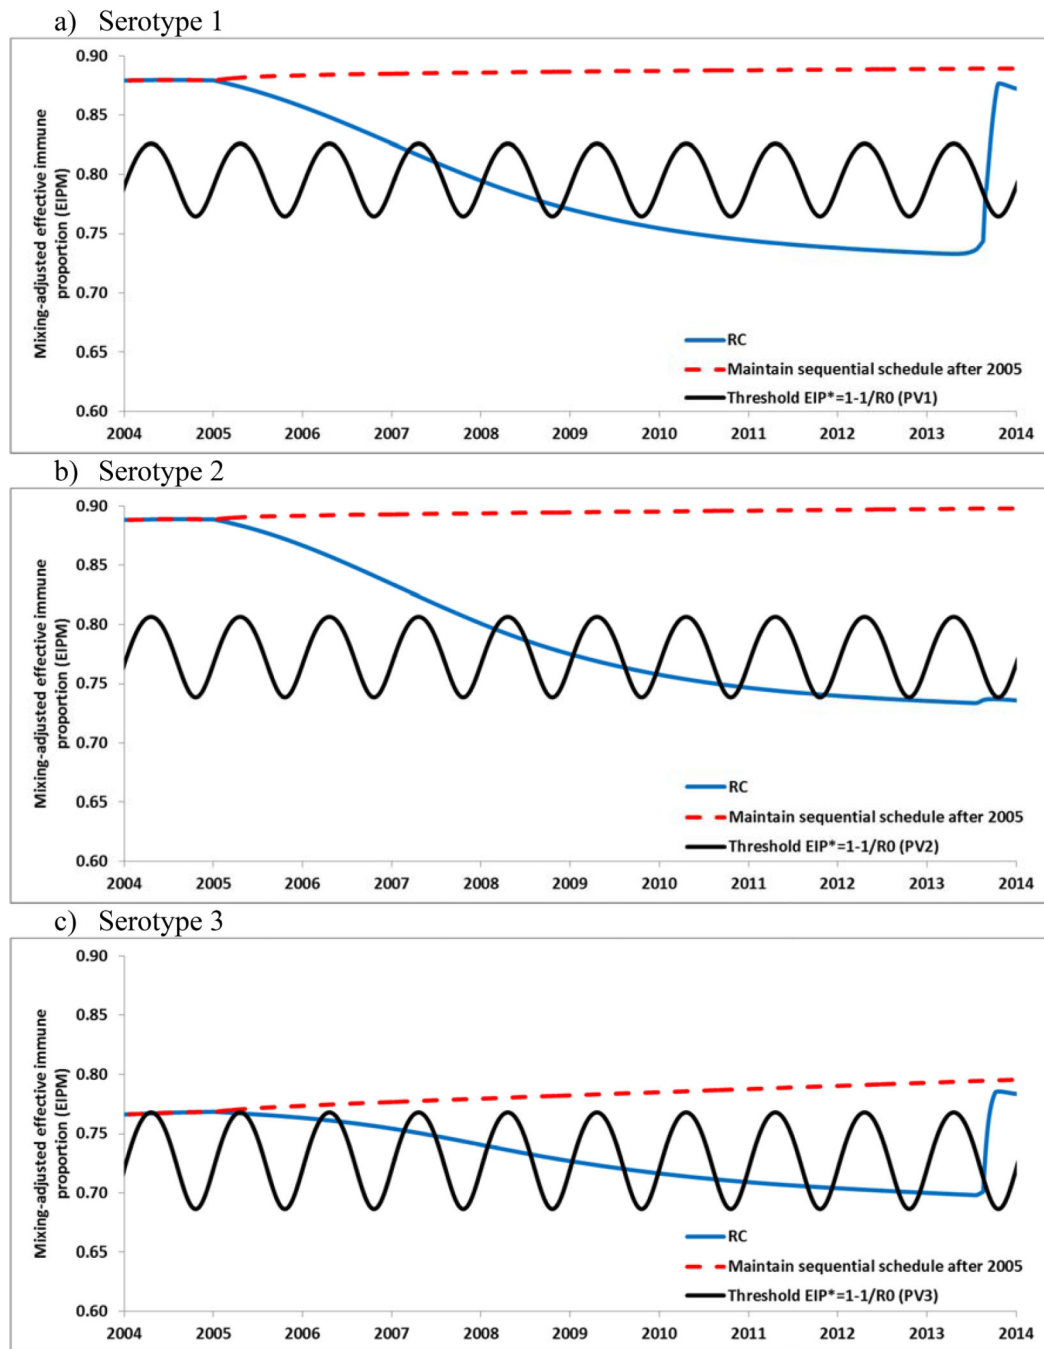 a) Serotype 1
Mixing-adjusted effective immune
proportion (EIPM)
0.90
0.85
0.80
0.75
0.70
0.65
0.60
RC
Maintain sequential schedule after 2005
Threshold EIP*=1-1/R0 (PV1)
2004 2005 2006 2007 2008 2009 2010 2011 2012 2013 2014
b) Serotype 2
Mixing-adjusted effective immune
proportion (EIPM)
0.90
0.85
0.80
0.75
0.70
0.65
0.60
RC
Maintain sequential schedule after 2005
Threshold EIP*=1-1/R0 (PV2)
2004 2005 2006 2007 2008 2009 2010 2011 2012 2013 2014
c) Serotype 3
Mixing-adjusted effective immune
proportion (EIPM)
0.90
0.85
0.80
0.75
0.70
0.65
0.60
RC
Maintain sequential schedule after 2005
Threshold EIP*=1-1/R0 (PV3)
2004 2005 2006 2007 2008 2009 2010 2011 2012 2013 2014